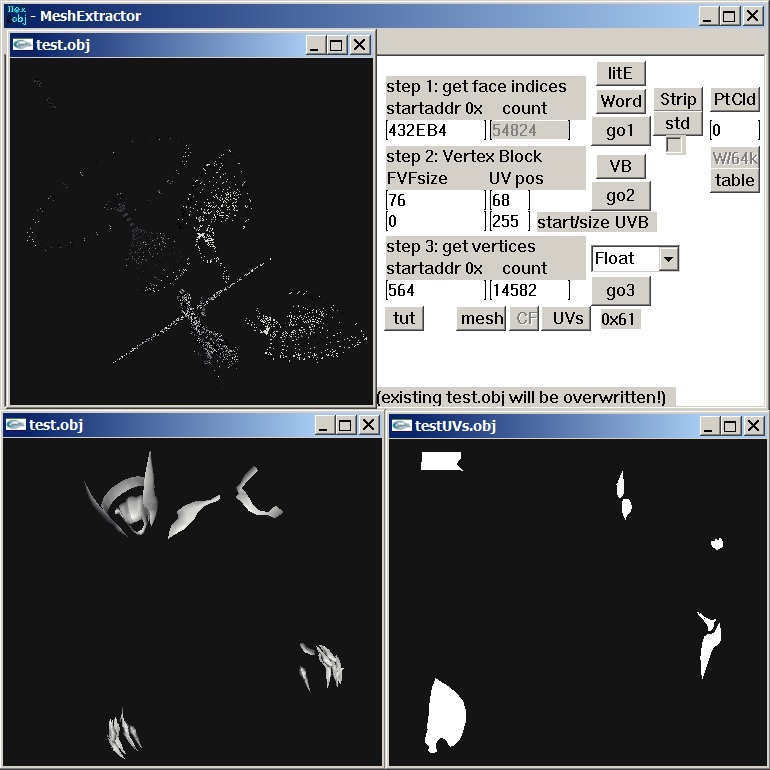 Hex obj - MeshExtractor
test.obj
litE
step 1: get face indices
startaddr 0x count
Word
Strip
PtCld
432EB4
54824
go1
std
0
step 2: Vertex Block
FVFsize UV pos
VB
W/64k
table
76
68
go2
0
255
start/size UVB
step 3: get vertices
startaddr 0x count
Float
564
14582
go3
tut
mesh
CF
UVs
0x61
(existing test.obj will be overwritten!)
test.obj
testUVs.obj